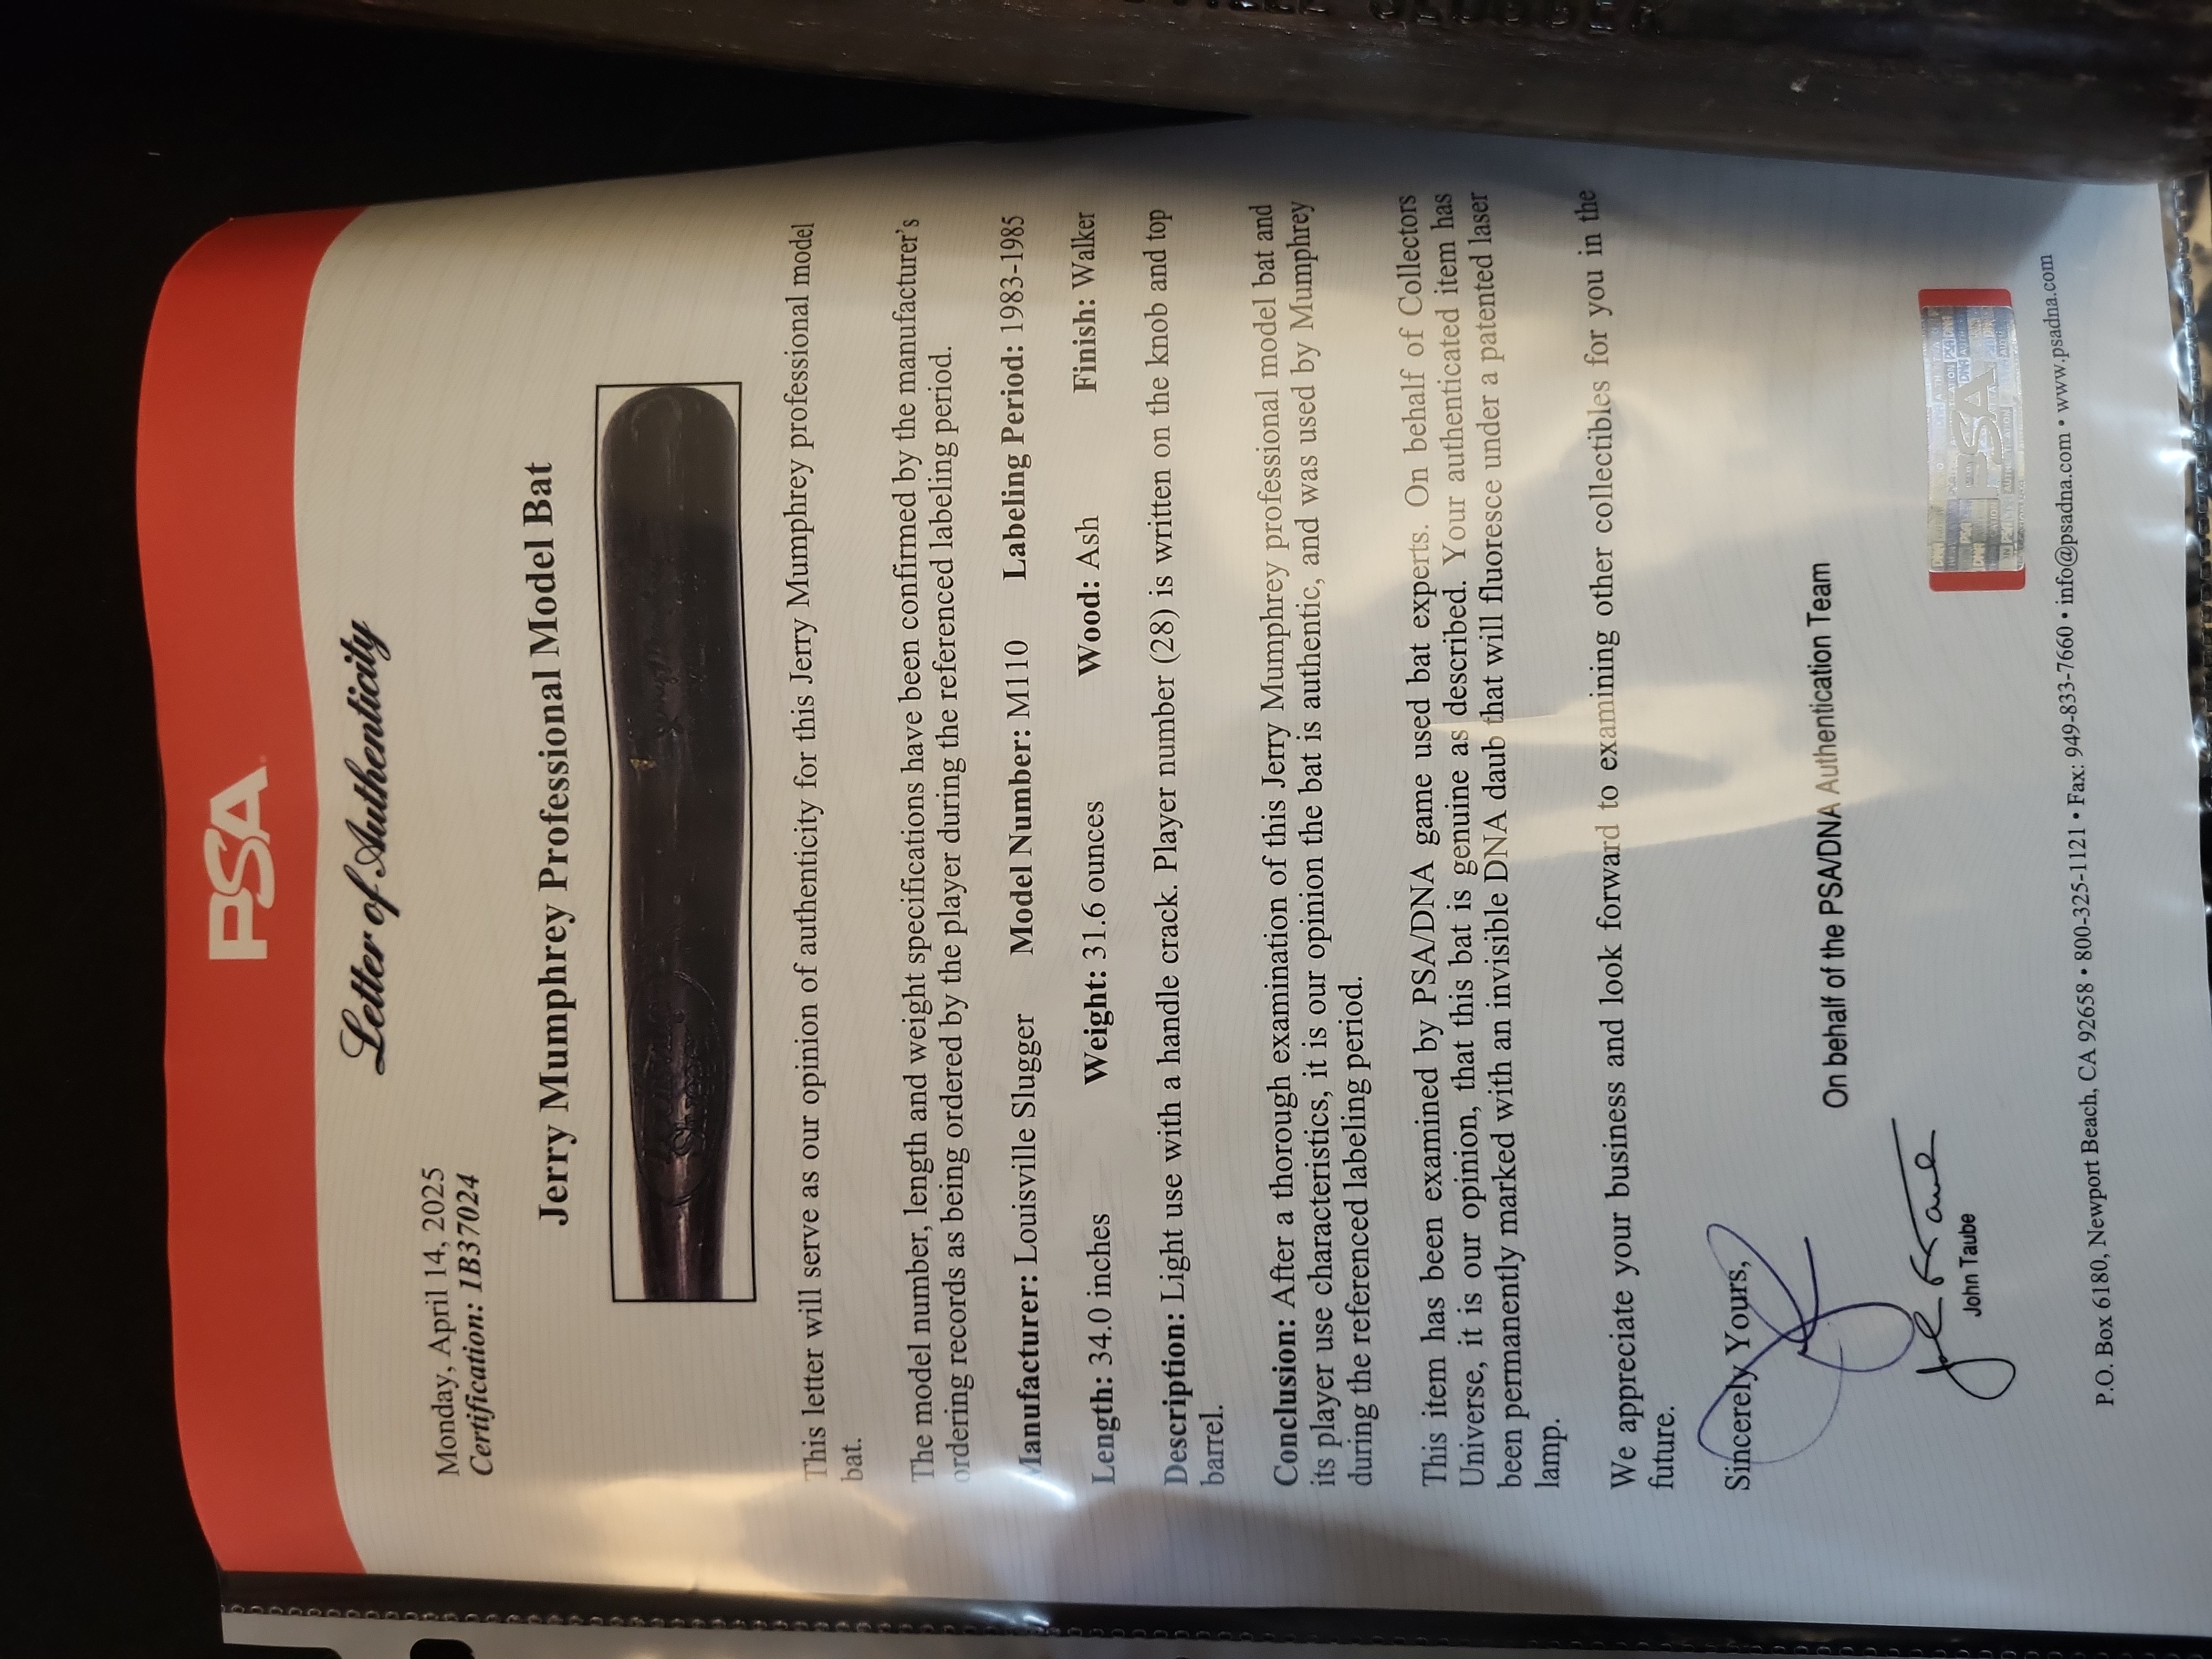 PSA
Letter of Authenticity
Monday, April 14, 2025
Certification: 1B37024
Jerry Mumphrey Professional Model Bat
This letter will serve as our opinion of authenticity for this Jerry Mumphrey professional model
bat.
The model number, length and weight specifications have been confirmed by the manufacturer's
ordering records as being ordered by the player during the referenced labeling period.
Manufacturer: Louisville Slugger Model Number: M110 Labeling Period: 1983-1985
Length: 34.0 inches Weight: 31.6 ounces Wood: Ash Finish: Walker
Description: Light use with a handle crack. Player number (28) is written on the knob and top
barrel.
Conclusion: After a thorough examination of this Jerry Mumphrey professional model bat and
its player use characteristics, it is our opinion the bat is authentic, and was used by Mumphrey
during the referenced labeling period.
This item has been examined by PSA/DNA game used bat experts. On behalf of Collectors
Universe, it is our opinion, that this bat is genuine as described. Your authenticated item has
been permanently marked with an invisible DNA daub that will fluoresce under a patented laser
lamp.
We appreciate your business and look forward to examining other collectibles for you in the
future.
Sincerely Yours,
On behalf of the PSA/DNA Authentication Team
John Taube
PSA
P.O. Box 6180, Newport Beach, CA 92658 • 800-325-1121 • Fax: 949-833-7660 • info@psadna.com • www.psadna.com